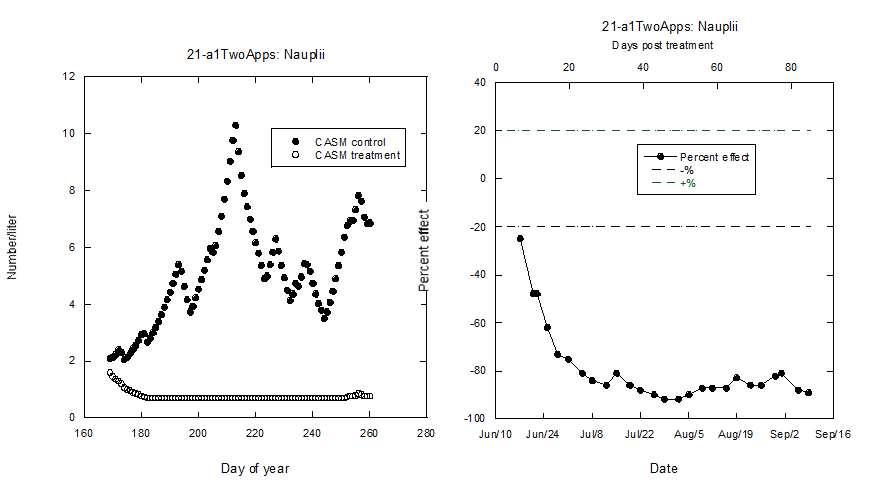 21-a1TwoApps: Nauplii
12
10
8
6
4
2
0
160
180
200
220
240
260
280
Number/liter
Day of year
CASM control
CASM treatment
21-a1TwoApps: Nauplii
Days post treatment
0
20
40
60
80
40
20
0
-20
-40
-60
-80
-100
Percent effect
Percent effect
-%
+%
Jun/10
Jun/24
Jul/8
Jul/22
Aug/5
Aug/19
Sep/2
Sep/16
Date